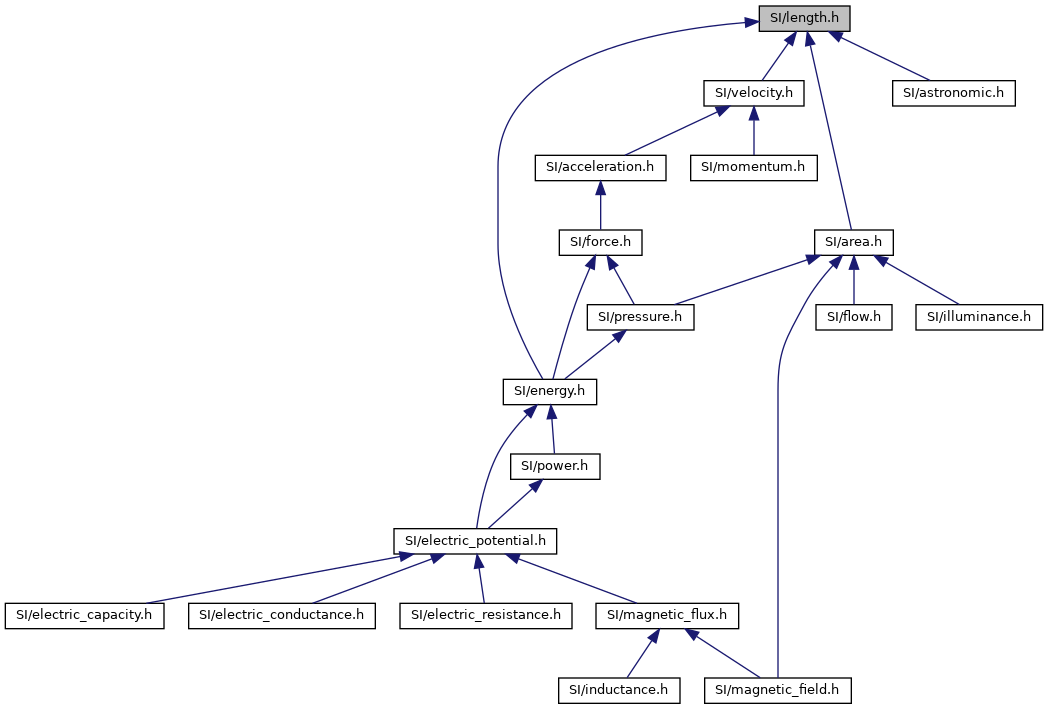 SI/length.h
SI/velocity.h
SI/astronomic.h
SI/acceleration.h
SI/momentum.h
SI/force.h
SI/area.h
SI/pressure.h
SI/flow.h
SI/illuminance.h
SI/energy.h
SI/power.h
SI/electric_potential.h
SI/electric_capacity.h
SI/electric_conductance.h
SI/electric_resistance.h
SI/magnetic_flux.h
SI/inductance.h
SI/magnetic_field.h